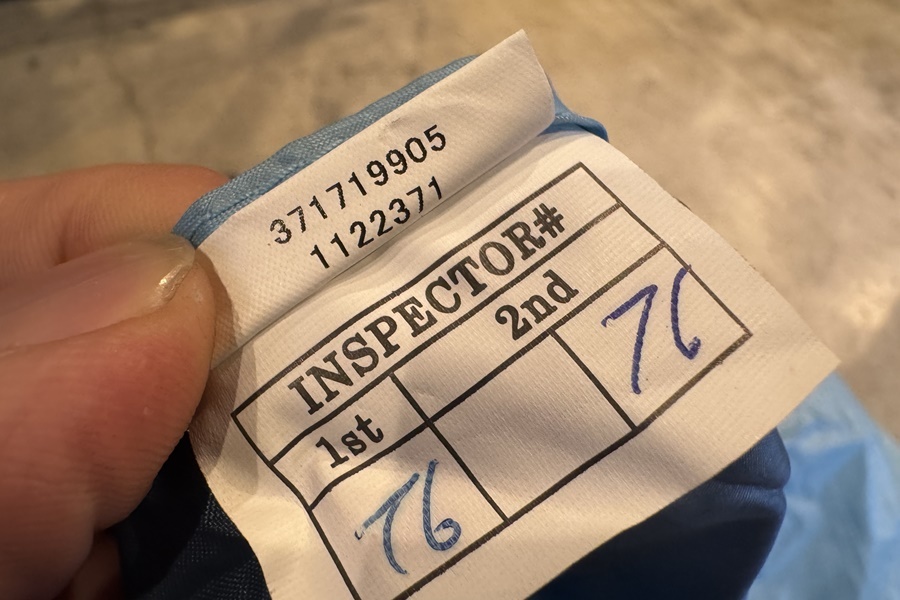 371719905
1122371
INSPECTOR#
1st 2nd
76 76